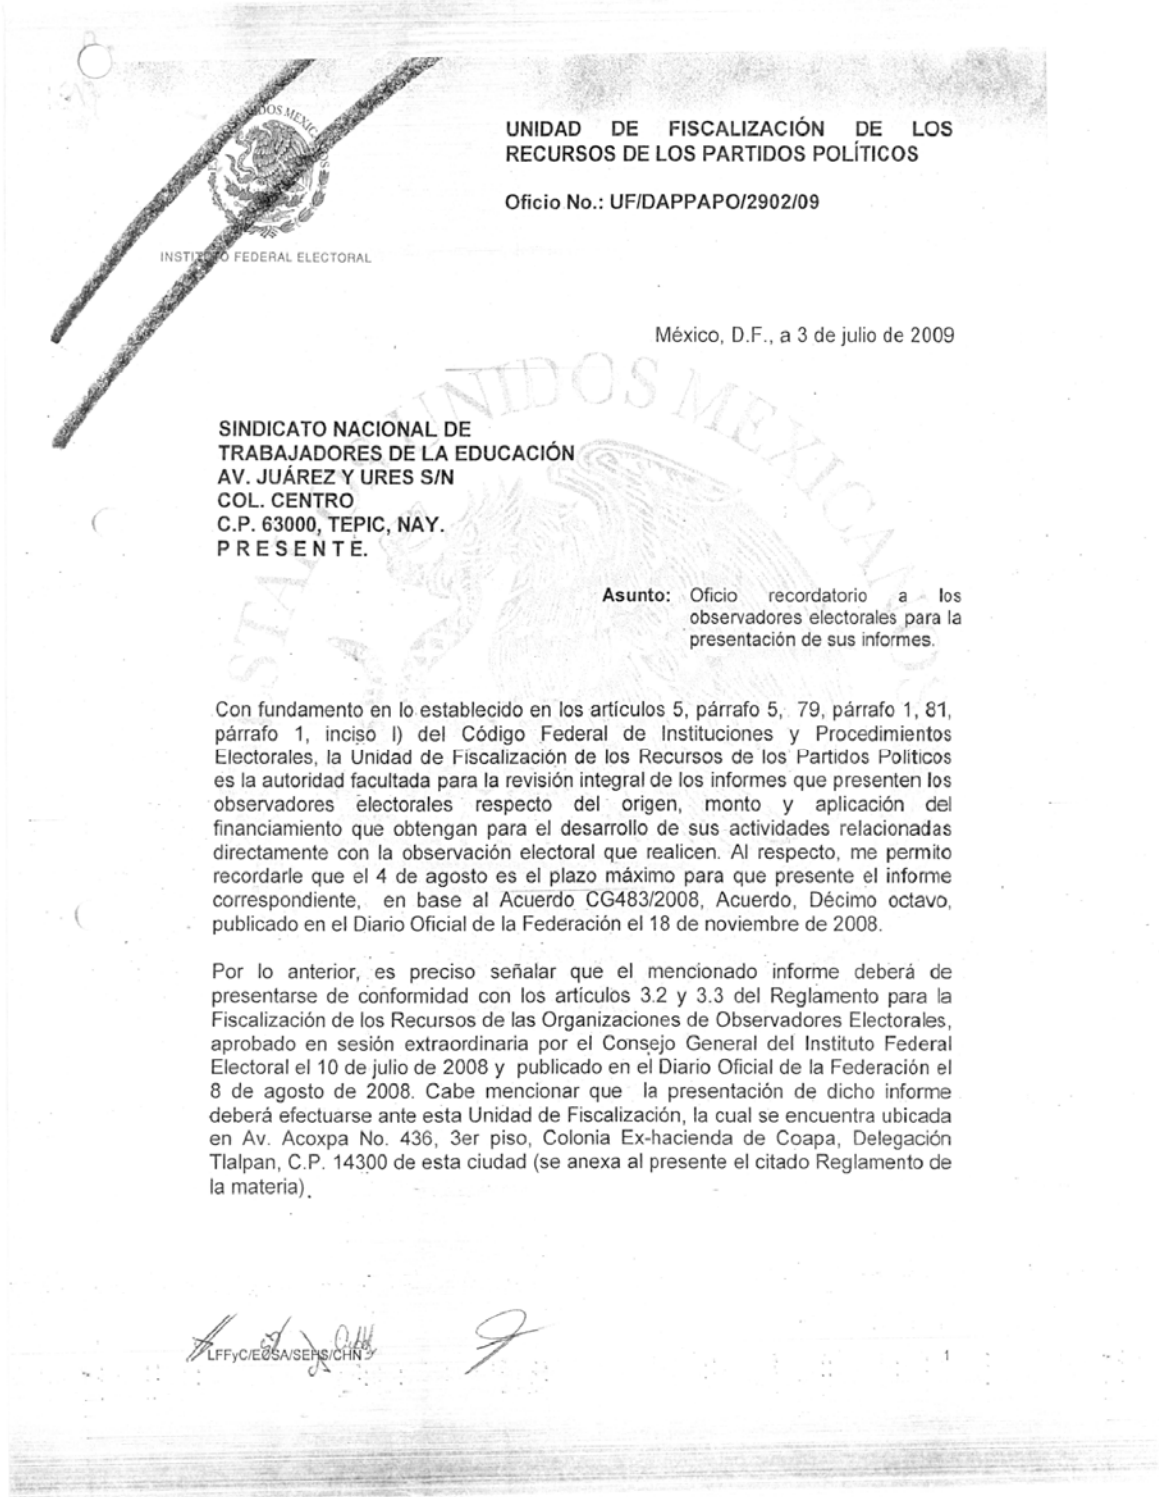 UNIDAD DE FISCALIZACIÓN DE LOS
RECURSOS DE LOS PARTIDOS POLÍTICOS
Oficio No.: UF/DAPPAPO/2902/09
INSTITUTO FEDERAL ELECTORAL
México, D.F., a 3 de julio de 2009
ESTADOS UNIDOS MEXICANOS
SINDICATO NACIONAL DE
TRABAJADORES DE LA EDUCACIÓN
AV. JUÁREZ Y URES S/N
COL. CENTRO
C.P. 63000, TEPIC, NAY.
P R E S E N T E.
Asunto: Oficio recordatorio a los
observadores electorales para la
presentación de sus informes.
Con fundamento en lo establecido en los artículos 5, párrafo 5, 79, párrafo 1, 81,
párrafo 1, inciso l) del Código Federal de Instituciones y Procedimientos
Electorales, la Unidad de Fiscalización de los Recursos de los Partidos Políticos
es la autoridad facultada para la revisión integral de los informes que presenten los
observadores electorales respecto del origen, monto y aplicación del
financiamiento que obtengan para el desarrollo de sus actividades relacionadas
directamente con la observación electoral que realicen. Al respecto, me permito
recordarle que el 4 de agosto es el plazo máximo para que presente el informe
correspondiente, en base al Acuerdo CG483/2008, Acuerdo, Décimo octavo,
publicado en el Diario Oficial de la Federación el 18 de noviembre de 2008.
Por lo anterior, es preciso señalar que el mencionado informe deberá de
presentarse de conformidad con los artículos 3.2 y 3.3 del Reglamento para la
Fiscalización de los Recursos de las Organizaciones de Observadores Electorales,
aprobado en sesión extraordinaria por el Consejo General del Instituto Federal
Electoral el 10 de julio de 2008 y publicado en el Diario Oficial de la Federación el
8 de agosto de 2008. Cabe mencionar que la presentación de dicho informe
deberá efectuarse ante esta Unidad de Fiscalización, la cual se encuentra ubicada
en Av. Acoxpa No. 436, 3er piso, Colonia Ex-hacienda de Coapa, Delegación
Tlalpan, C.P. 14300 de esta ciudad (se anexa al presente el citado Reglamento de
la materia).
LFFyC/EOSA/SEHS/CHN
1